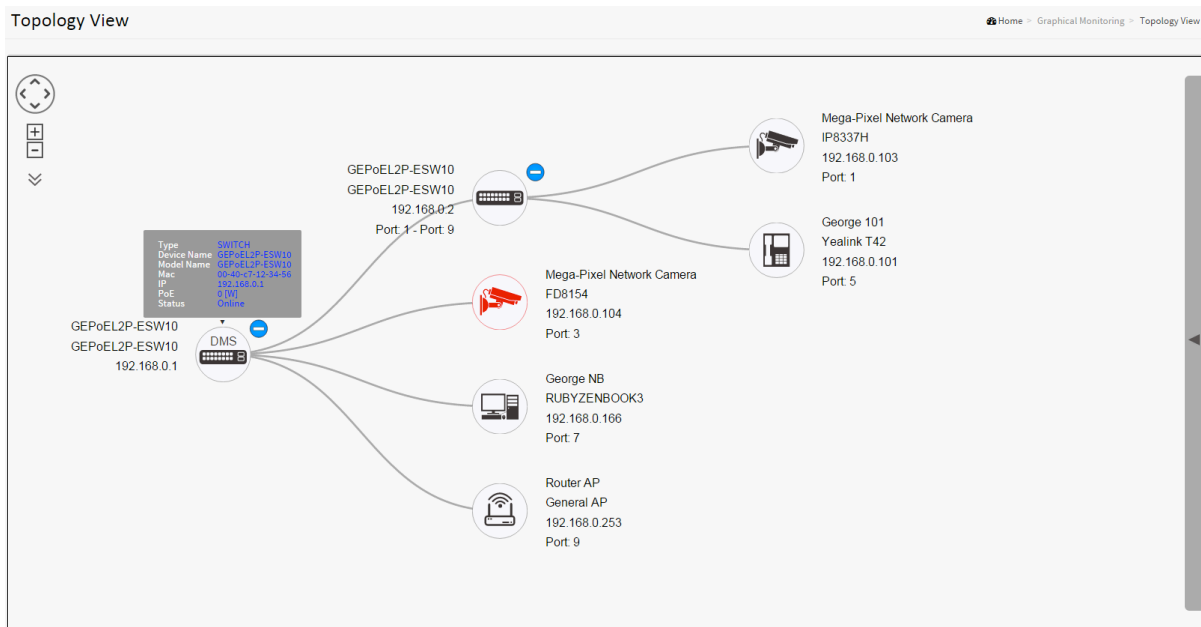 Topology View
Home > Graphical Monitoring > Topology View
Mega-Pixel Network Camera
IP8337H
192.168.0.103
Port: 1
GEPoEL2P-ESW10
GEPoEL2P-ESW10
192.168.0.2
Port: 1 - Port: 9
George 101
Yealink T42
192.168.0.101
Port: 5
Type SWITCH
Device Name GEPoEL2P-ESW10
Model Name GEPoEL2P-ESW10
Mac 00-40-c7-12-34-56
IP 192.168.0.1
PoE 0 [W]
Status Online
Mega-Pixel Network Camera
FD8154
192.168.0.104
Port: 3
GEPoEL2P-ESW10
GEPoEL2P-ESW10
192.168.0.1
DMS
George NB
RUBYZENBOOK3
192.168.0.166
Port: 7
Router AP
General AP
192.168.0.253
Port: 9